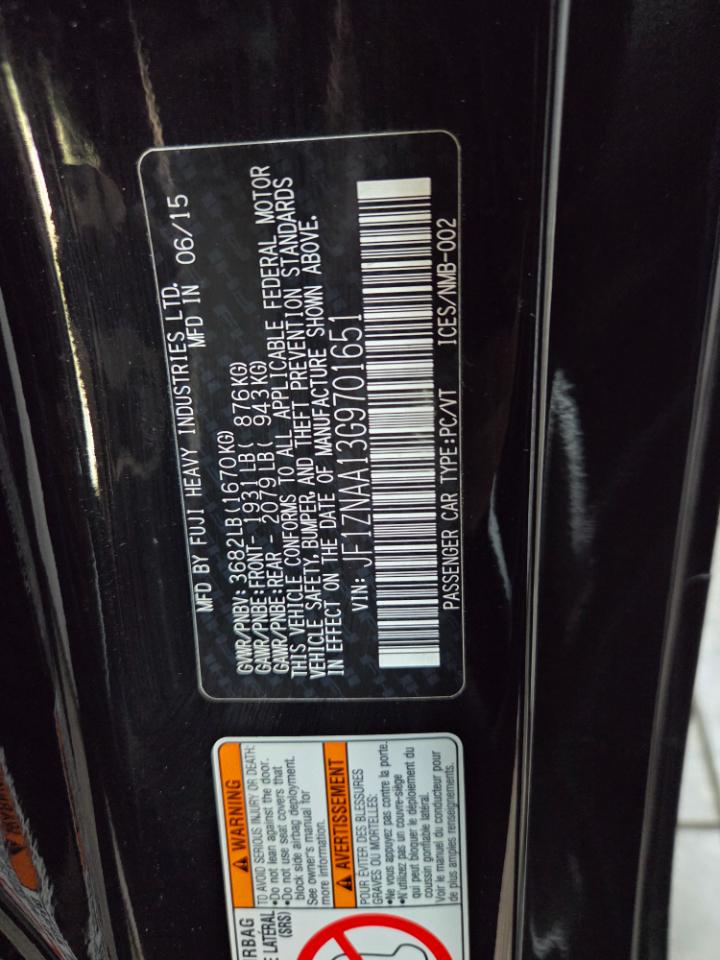 MFD BY FUJI HEAVY INDUSTRIES LTD.
MFD IN 06/15
GVWR/PNBV: 3682LB(1670KG)
GAWR/PNBE:FRONT - 1931LB( 876KG)
GAWR/PNBE:REAR - 2079LB( 943KG)
THIS VEHICLE CONFORMS TO ALL APPLICABLE FEDERAL MOTOR
VEHICLE SAFETY, BUMPER, AND THEFT PREVENTION STANDARDS
IN EFFECT ON THE DATE OF MANUFACTURE SHOWN ABOVE.
VIN: JF1ZNAA13G9701651
PASSENGER CAR TYPE:PC/VT ICES/NMB-002
RBAG
LATÉRAL
(SRS)
WARNING
TO AVOID SERIOUS INJURY OR DEATH:
•Do not lean against the door.
•Do not use seat covers that
block side airbag deployment.
See owner's manual for
more information.
AVERTISSEMENT
POUR ÉVITER DES BLESSURES
GRAVES OU MORTELLES:
•Ne vous appuyez pas contre la porte.
•N'utilizez pas un couvre-siège
qui peut bloquer le déploiement du
coussin gonflable latéral.
Voir le manuel du conducteur pour
de plus amples renseignements.